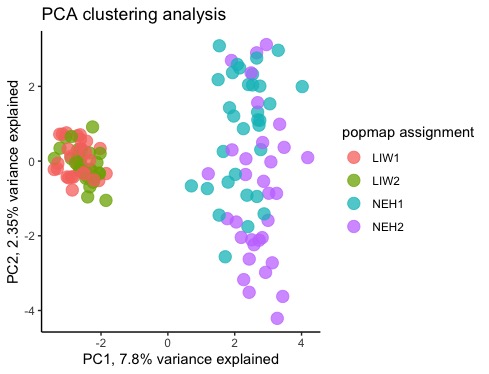 PCA clustering analysis
PC2, 2.35% variance explained
2
0
-2
-4
-2
0
2
4
PC1, 7.8% variance explained
popmap assignment
LIW1
LIW2
NEH1
NEH2